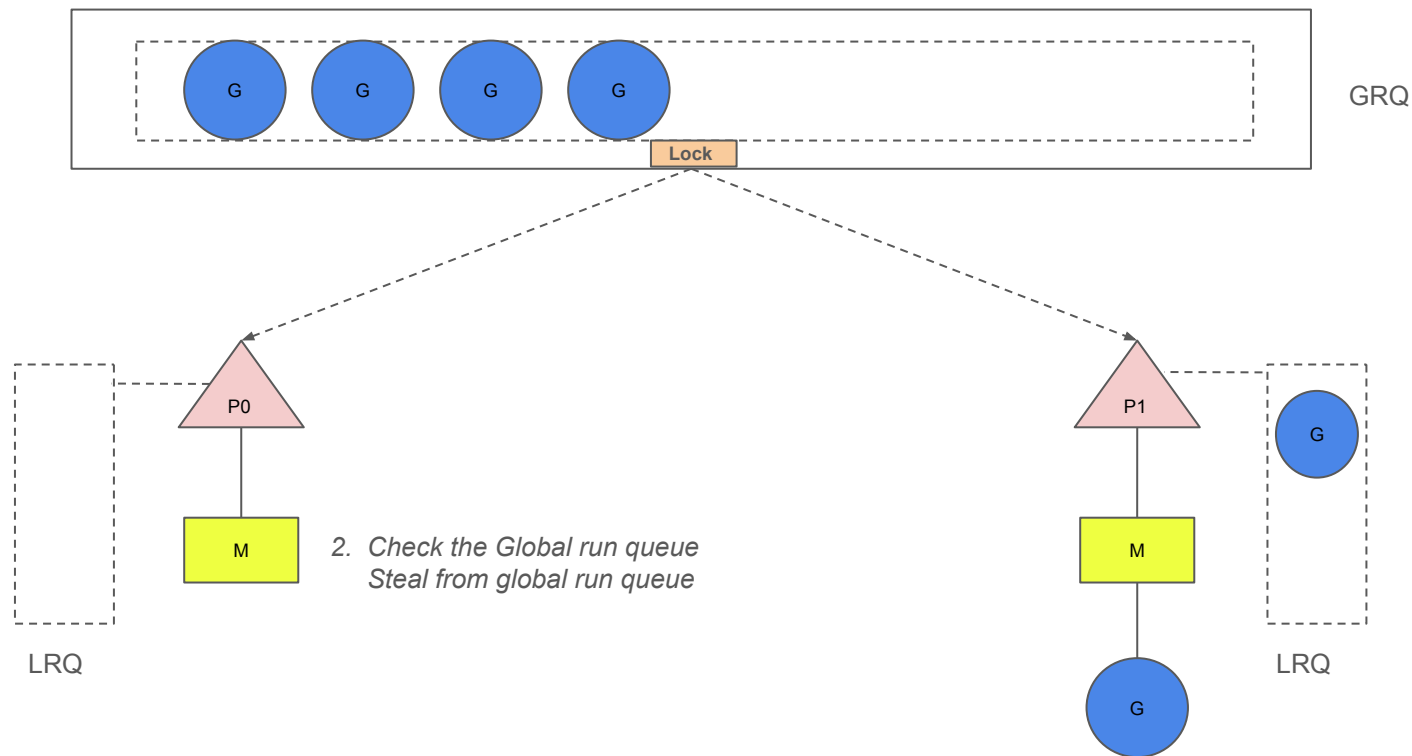 G G G G
GRQ
Lock
P0
P1
G
M
2. Check the Global run queue
Steal from global run queue
M
LRQ
LRQ
G